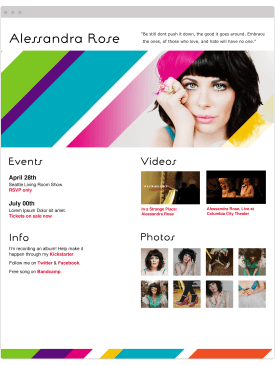 Alessandra Rose
"Be still dont push it down, the good it goes around. Embrace
the ones, of those who love, and hate will have no one."
Events
April 28th
Seattle Living Room Show.
RSVP only
July 00th
Lorem Ipsum Dolor sit amet.
Tickets on sale now
Videos
In a Strange Place:
Alessandra Rose
Alessandra Rose, Live at
Columbia City Theater
Info
I'm recording an album! Help make it
happen through my Kickstarter.
Follow me on Twitter & Facebook.
Free song on Bandcamp.
Photos